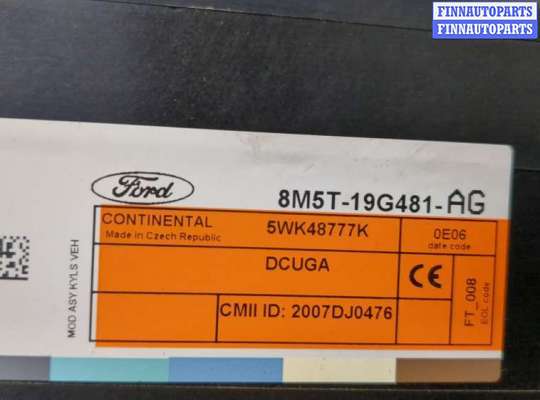 FINNAUTOPARTS
FINNAUTOPARTS
Ford
8M5T-19G481-AG
CONTINENTAL
Made in Czech Republic
5WK48777K
0E06
date code
DCUGA
CE
CMII ID: 2007DJ0476
FT_008
EOL code
MOD ASY KYLS VEH